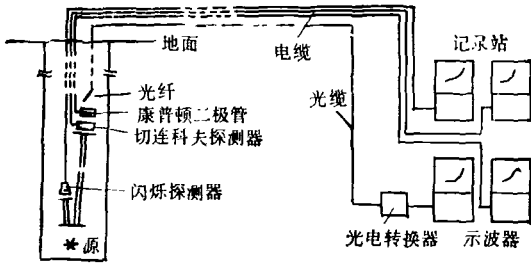 地面
电缆
记录站
光纤
康普顿二极管
切连科夫探测器
光缆
闪烁探测器
源
光电转换器
示波器